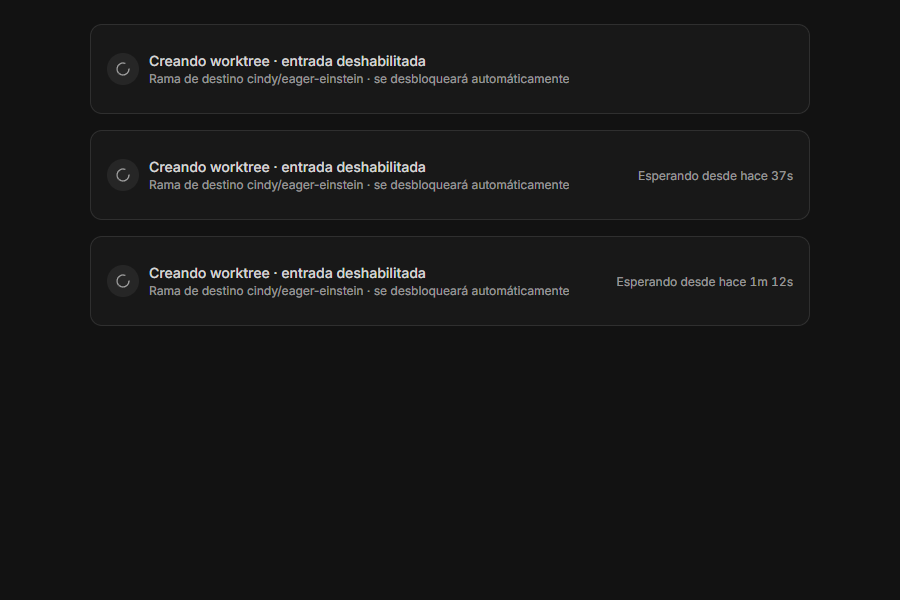 Creando worktree · entrada deshabilitada
Rama de destino cindy/eager-einstein · se desbloqueará automáticamente
Creando worktree · entrada deshabilitada
Rama de destino cindy/eager-einstein · se desbloqueará automáticamente
Esperando desde hace 37s
Creando worktree · entrada deshabilitada
Rama de destino cindy/eager-einstein · se desbloqueará automáticamente
Esperando desde hace 1m 12s